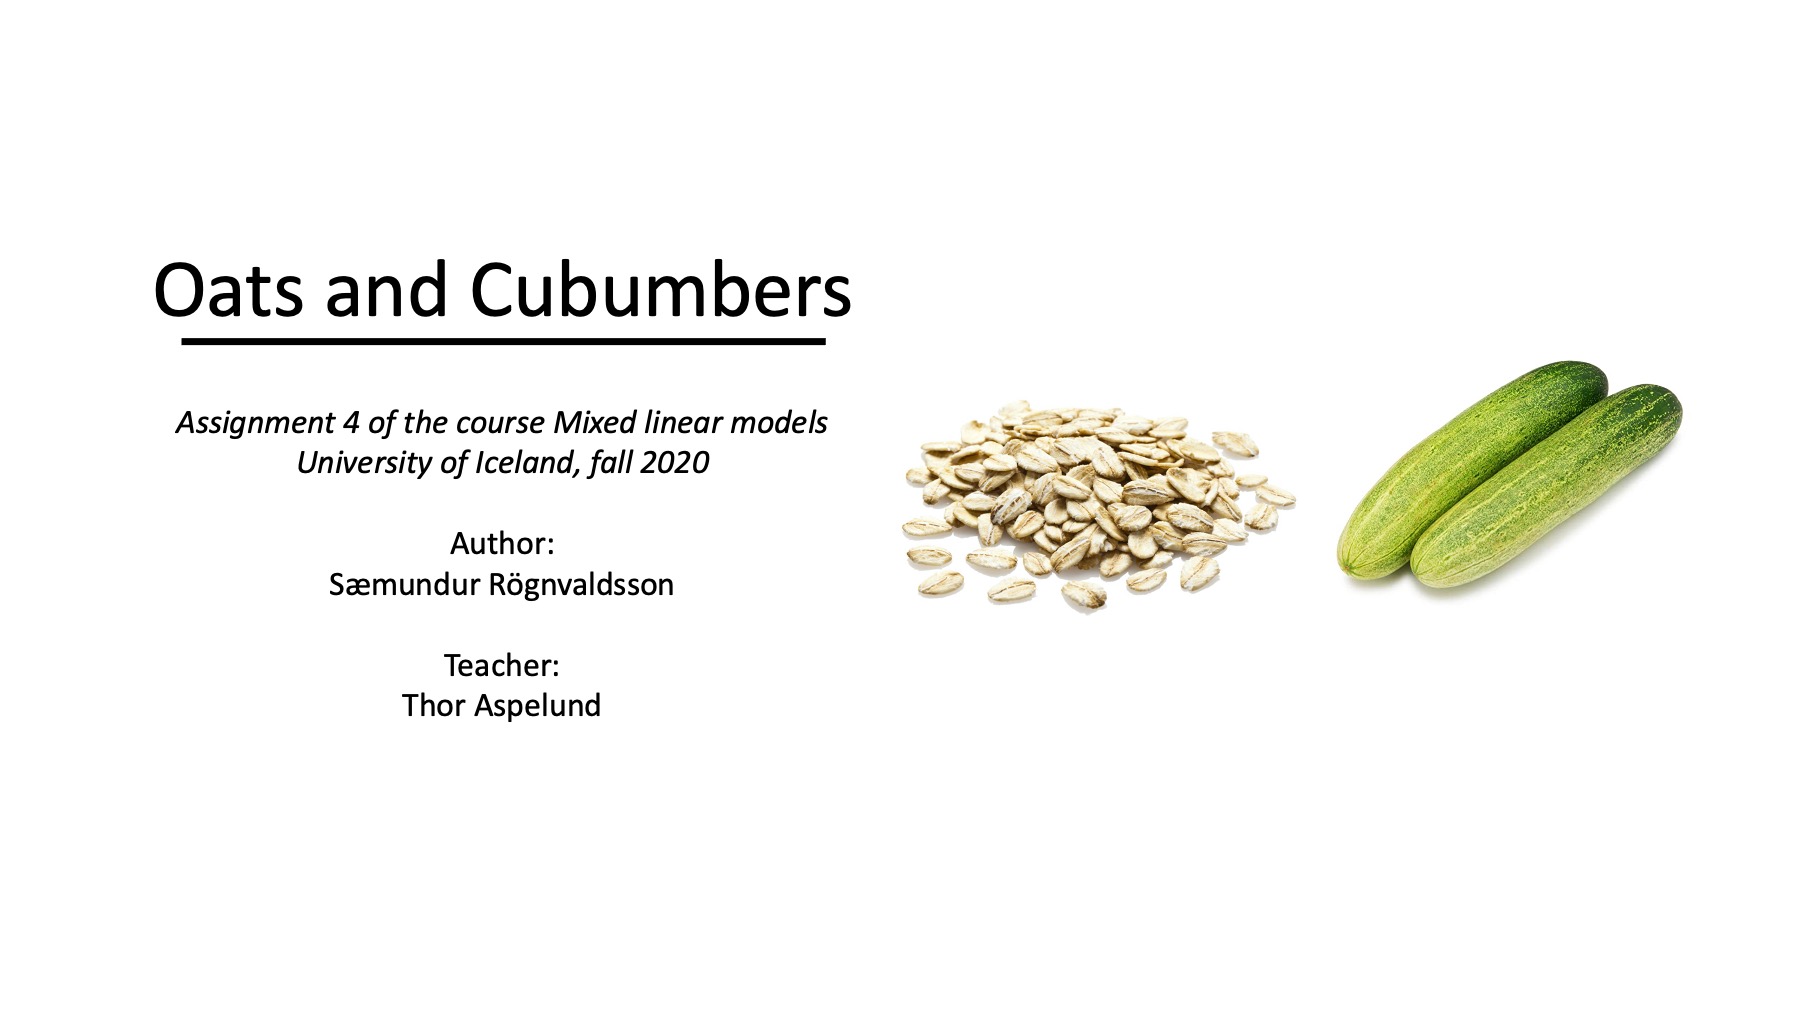 Oats and Cubumbers
Assignment 4 of the course Mixed linear models
University of Iceland, fall 2020
Author:
Sæmundur Rögnvaldsson
Teacher:
Thor Aspelund